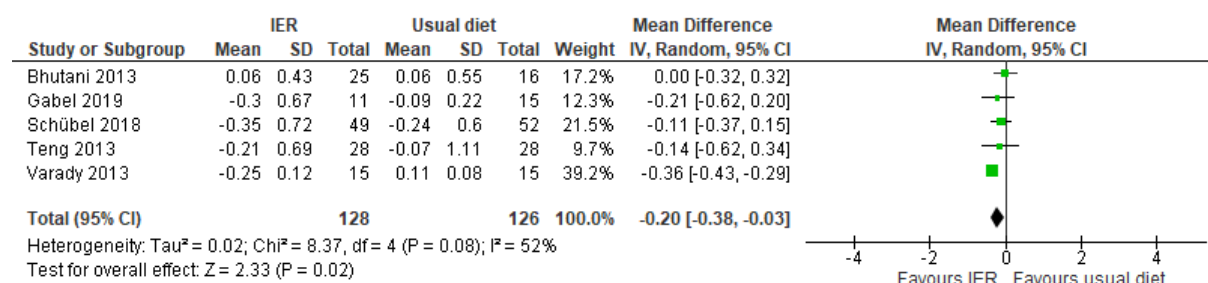 IER Usual diet Mean Difference Mean Difference
Study or Subgroup Mean SD Total Mean SD Total Weight IV, Random, 95% CI IV, Random, 95% CI
Bhutani 2013 0.06 0.43 25 0.06 0.55 16 17.2% 0.00 [-0.32, 0.32]
Gabel 2019 -0.3 0.67 11 -0.09 0.22 15 12.3% -0.21 [-0.62, 0.20]
Schübel 2018 -0.35 0.72 49 -0.24 0.6 52 21.5% -0.11 [-0.37, 0.15]
Teng 2013 -0.21 0.69 28 -0.07 1.11 28 9.7% -0.14 [-0.62, 0.34]
Varady 2013 -0.25 0.12 15 0.11 0.08 15 39.2% -0.36 [-0.43, -0.29]
Total (95% CI) 128 126 100.0% -0.20 [-0.38, -0.03]
Heterogeneity: Tau² = 0.02; Chi² = 8.37, df = 4 (P = 0.08); I² = 52%
Test for overall effect: Z = 2.33 (P = 0.02)
-4 -2 0 2 4
Favours IER Favours usual diet